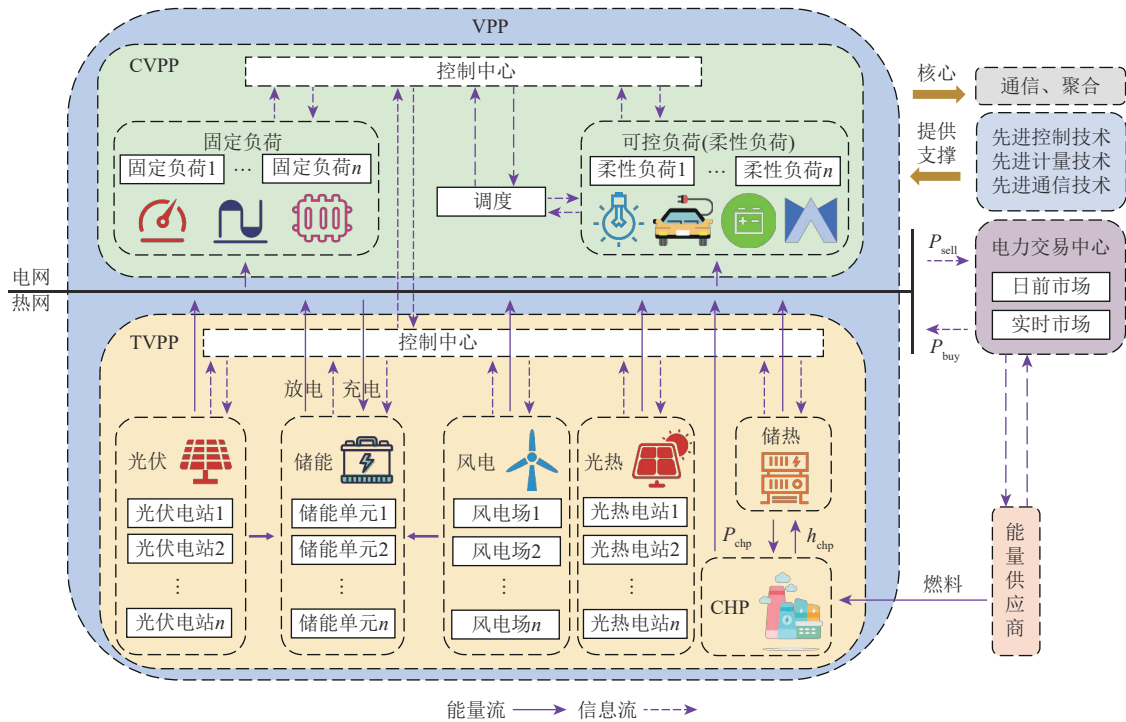 VPP
CVPP
控制中心
固定负荷
固定负荷1 … 固定负荷n
调度
可控负荷(柔性负荷)
柔性负荷1 … 柔性负荷n
核心
通信、聚合
提供
支撑
先进控制技术
先进计量技术
先进通信技术
电网
热网
P_sell
P_buy
电力交易中心
日前市场
实时市场
TVPP
控制中心
放电
充电
光伏
光伏电站1
光伏电站2
⋮
光伏电站n
储能
储能单元1
储能单元2
⋮
储能单元n
风电
风电场1
风电场2
⋮
风电场n
光热
光热电站1
光热电站2
⋮
光热电站n
储热
P_chp
h_chp
CHP
燃料
能
量
供
应
商
能量流
信息流